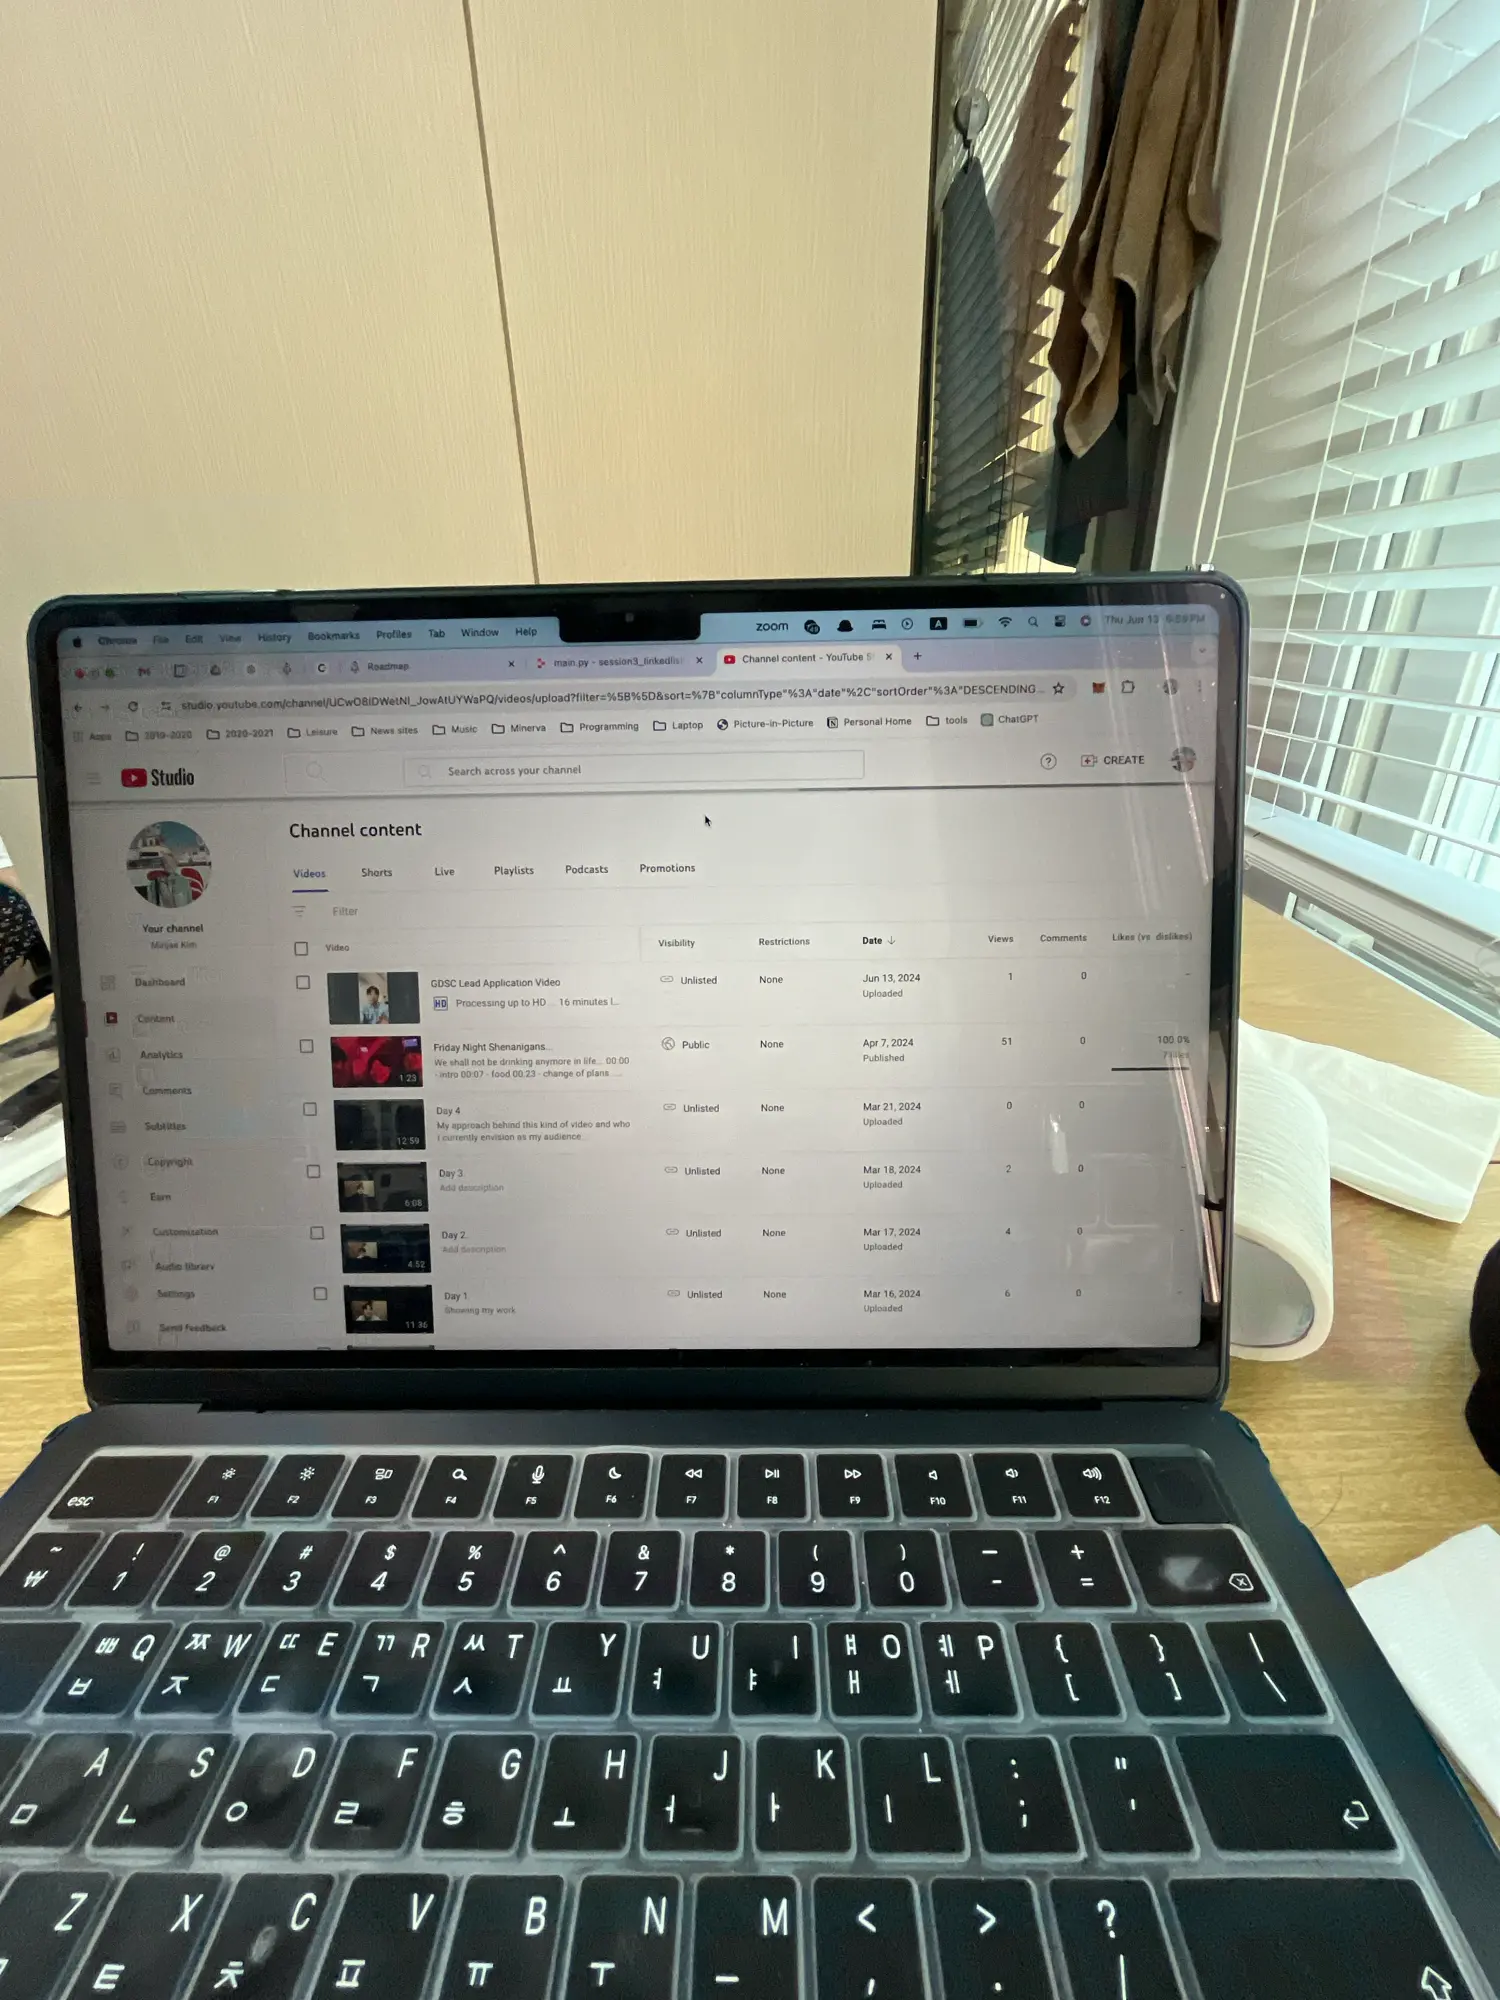 Chrome File Edit View History Bookmarks Profiles Tab Window Help zoom A Thu Jun 13
Roadmap × main.py - session3_linkedlis × Channel content - YouTube S × +
studio.youtube.com/channel/UCwO8IDWetNI_JowAtUYWaPQ/videos/upload?filter=%5B%5D&sort=%7B"columnType"%3A"date"%2C"sortOrder"%3A"DESCENDING...
Apps 2019-2020 2020-2021 Leisure News sites Music Minerva Programming Laptop Picture-in-Picture Personal Home tools ChatGPT
Studio Search across your channel ? CREATE
Channel content
Videos Shorts Live Playlists Podcasts Promotions
Filter
Your channel
Minjae Kim
Dashboard
Content
Analytics
Comments
Subtitles
Copyright
Earn
Customization
Audio library
Settings
Send feedback
Video Visibility Restrictions Date ↓ Views Comments Likes (vs. dislikes)
GDSC Lead Application Video Unlisted None Jun 13, 2024 1 0 -
HD Processing up to HD ... 16 minutes l... Uploaded
Friday Night Shenanigans... Public None Apr 7, 2024 51 0 100.0%
We shall not be drinking anymore in life... 00:00 Published
- intro 00:07 - food 00:23 - change of plans ...
1:23
Day 4 Unlisted None Mar 21, 2024 0 0
My approach behind this kind of video and who Uploaded
I currently envision as my audience...
12:59
Day 3 Unlisted None Mar 18, 2024 2 0 -
Add description Uploaded
6:08
Day 2 Unlisted None Mar 17, 2024 4 0 -
Add description Uploaded
4:52
Day 1 Unlisted None Mar 16, 2024 6 0 -
Showing my work Uploaded
11:36
esc F1 F2 F3 F4 F5 F6 F7 F8 F9 F10 F11 F12
~ ! @ # $ % ^ & * ( ) – +
₩ 1 2 3 4 5 6 7 8 9 0 - =
ㅃ Q ㅉ W ㄸ E ㄲ R ㅆ T Y U I ㅒ O ㅖ P { } |
ㅂ ㅈ ㄷ ㄱ ㅅ ㅛ ㅕ ㅑ ㅐ ㅔ [ ] \
A S D F G H J K L : "
ㅁ ㄴ ㅇ ㄹ ㅎ ㅗ ㅓ ㅏ ㅣ ; '
Z X C V B N M < > ?
ㅌ ㅊ ㅍ ㅠ ㅜ ㅡ , . /